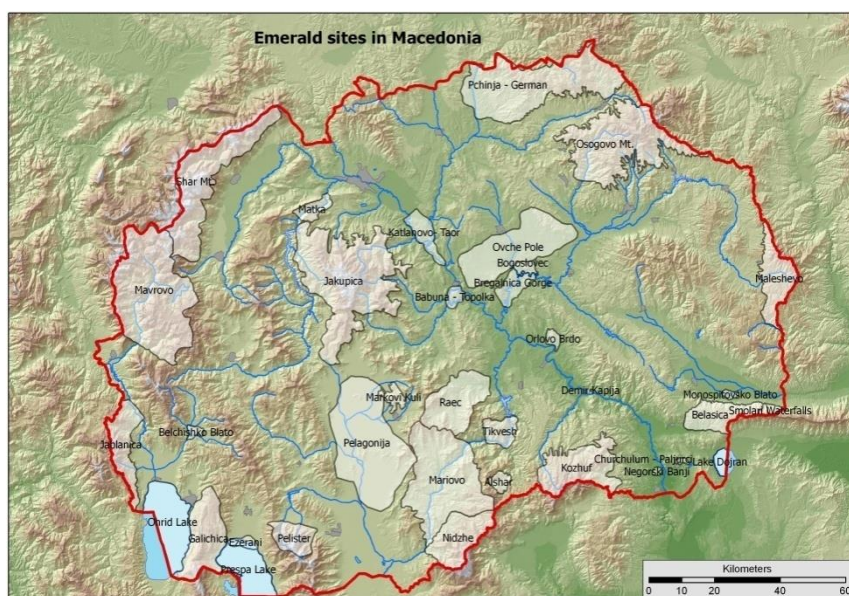 Emerald sites in Macedonia
Pchinja - German
Osogovo Mt.
Shar Mt.
Matka
Katlanovo- Taor
Ovche Pole
Bogoslovec
Maleshevo
Mavrovo
Jakupica
Babuna - Topolka
Bregalnica Gorge
Orlovo Brdo
Markovi Kuli
Raec
Demir Kapija
Monospitovsko Blato
Belasica
Smolari Waterfalls
Jablanica
Belchishko Blato
Pelagonija
Tikvesh
Churchulum - Paljorci
Lake Dojran
Negorski Banji
Kozhuf
Mariovo
Alshar
Ohrid Lake
Galichica
Ezerani
Pelister
Nidzhe
Prespa Lake
Kilometers
0 10 20 40 60